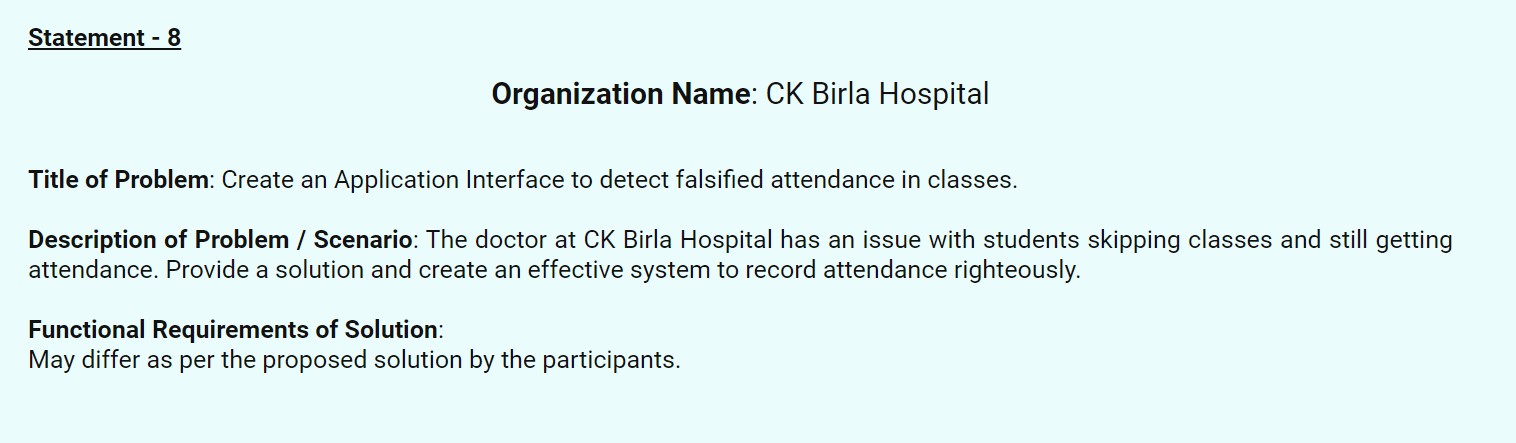 Statement - 8
Organization Name: CK Birla Hospital
Title of Problem: Create an Application Interface to detect falsified attendance in classes.
Description of Problem / Scenario: The doctor at CK Birla Hospital has an issue with students skipping classes and still getting
attendance. Provide a solution and create an effective system to record attendance righteously.
Functional Requirements of Solution:
May differ as per the proposed solution by the participants.